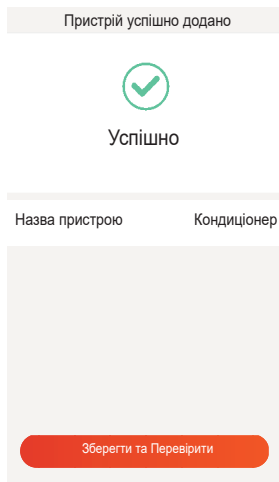 Пристрій успішно додано
Успішно
Назва пристрою Кондиціонер
Зберегти та Перевірити